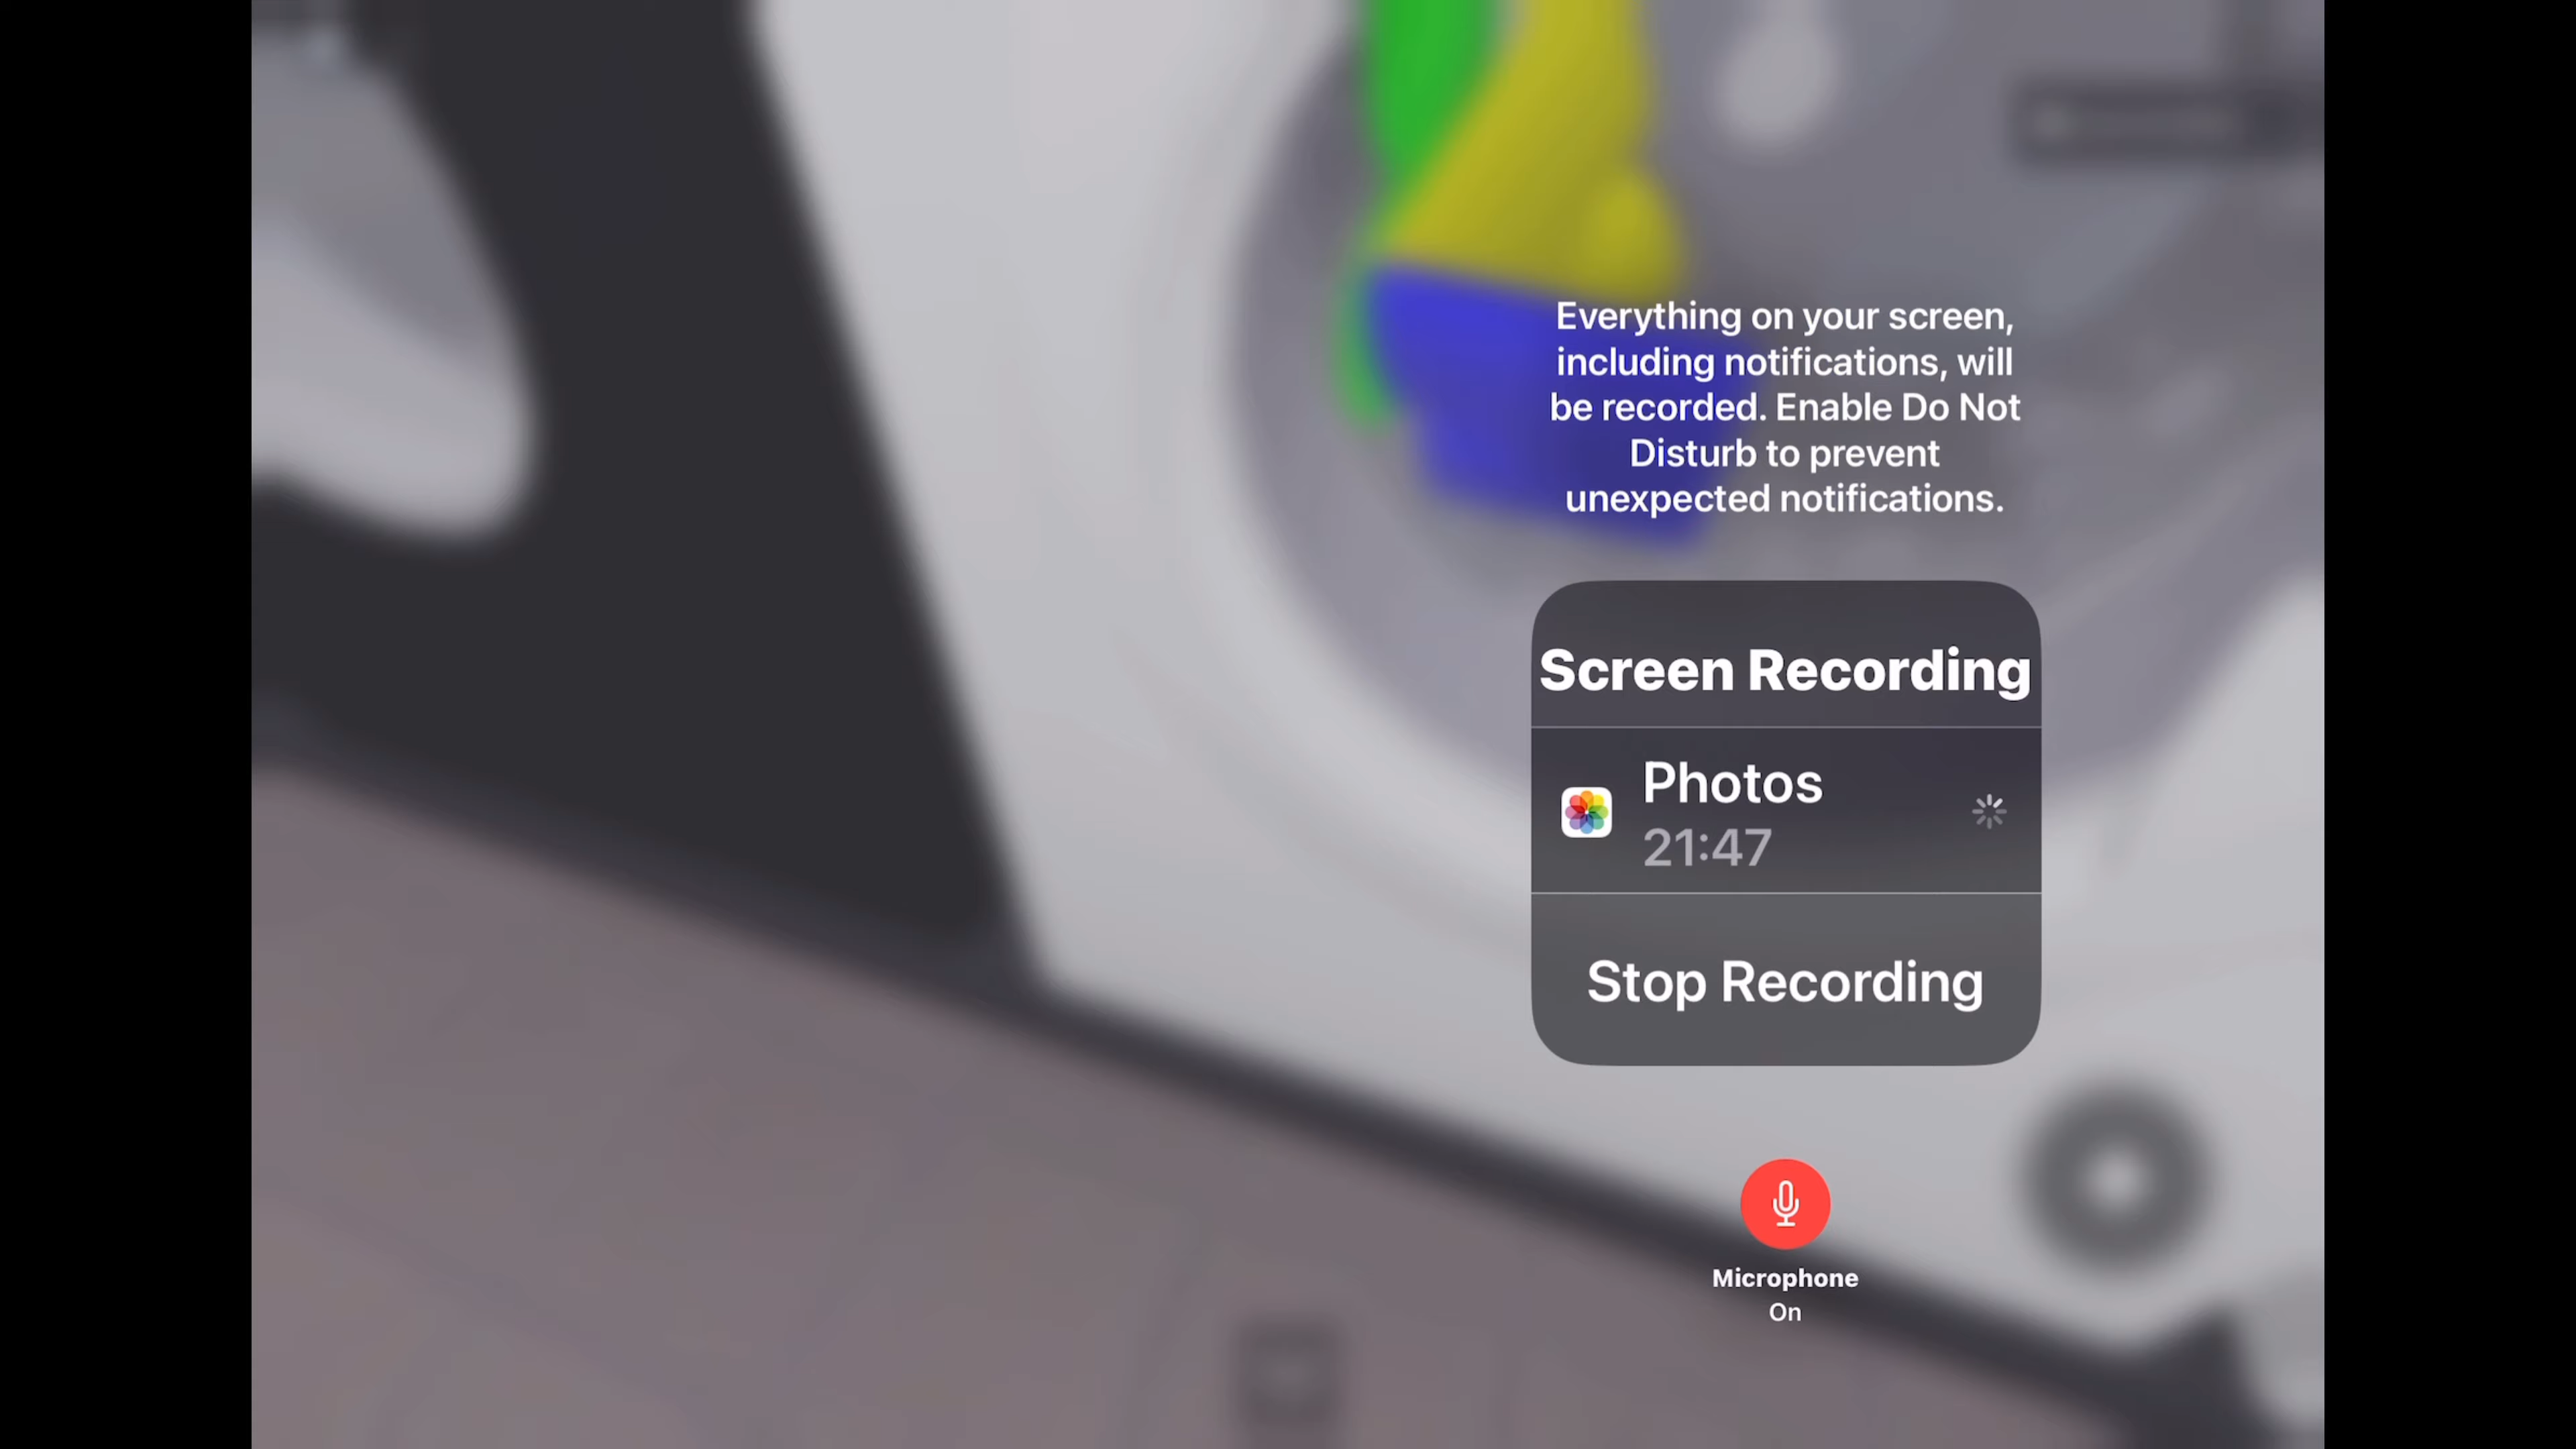 Everything on your screen,
including notifications, will
be recorded. Enable Do Not
Disturb to prevent
unexpected notifications.
Screen Recording
Photos
21:47
Stop Recording
Microphone
On